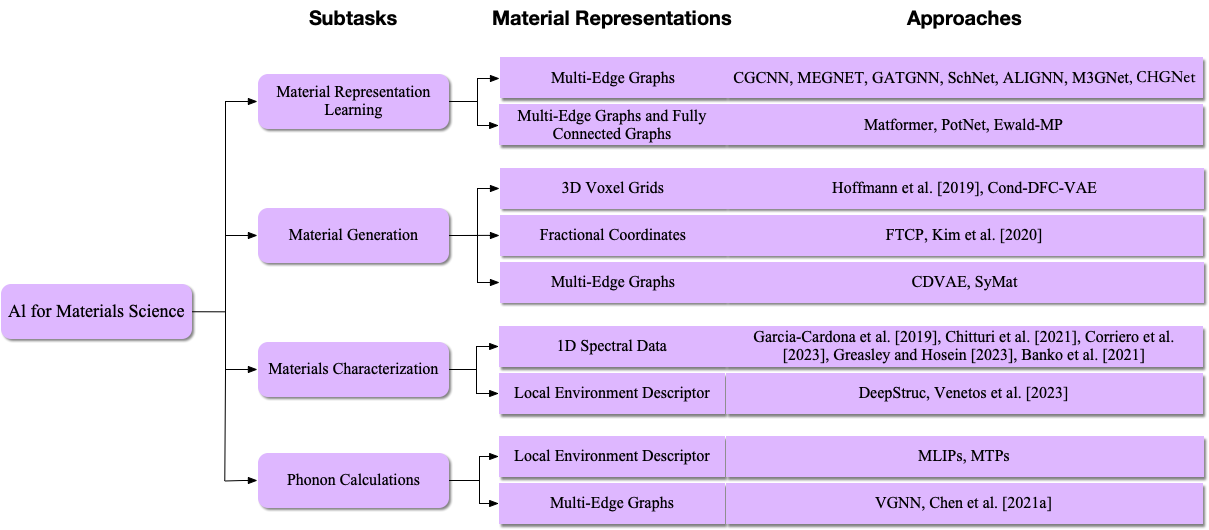 Subtasks
Material Representations
Approaches
AI for Materials Science
Material Representation
Learning
Multi-Edge Graphs
CGCNN, MEGNET, GATGNN, SchNet, ALIGNN, M3GNet, CHGNet
Multi-Edge Graphs and Fully
Connected Graphs
Matformer, PotNet, Ewald-MP
Material Generation
3D Voxel Grids
Hoffmann et al. [2019], Cond-DFC-VAE
Fractional Coordinates
FTCP, Kim et al. [2020]
Multi-Edge Graphs
CDVAE, SyMat
Materials Characterization
1D Spectral Data
Garcia-Cardona et al. [2019], Chitturi et al. [2021], Corriero et al.
[2023], Greasley and Hosein [2023], Banko et al. [2021]
Local Environment Descriptor
DeepStruc, Venetos et al. [2023]
Phonon Calculations
Local Environment Descriptor
MLIPs, MTPs
Multi-Edge Graphs
VGNN, Chen et al. [2021a]